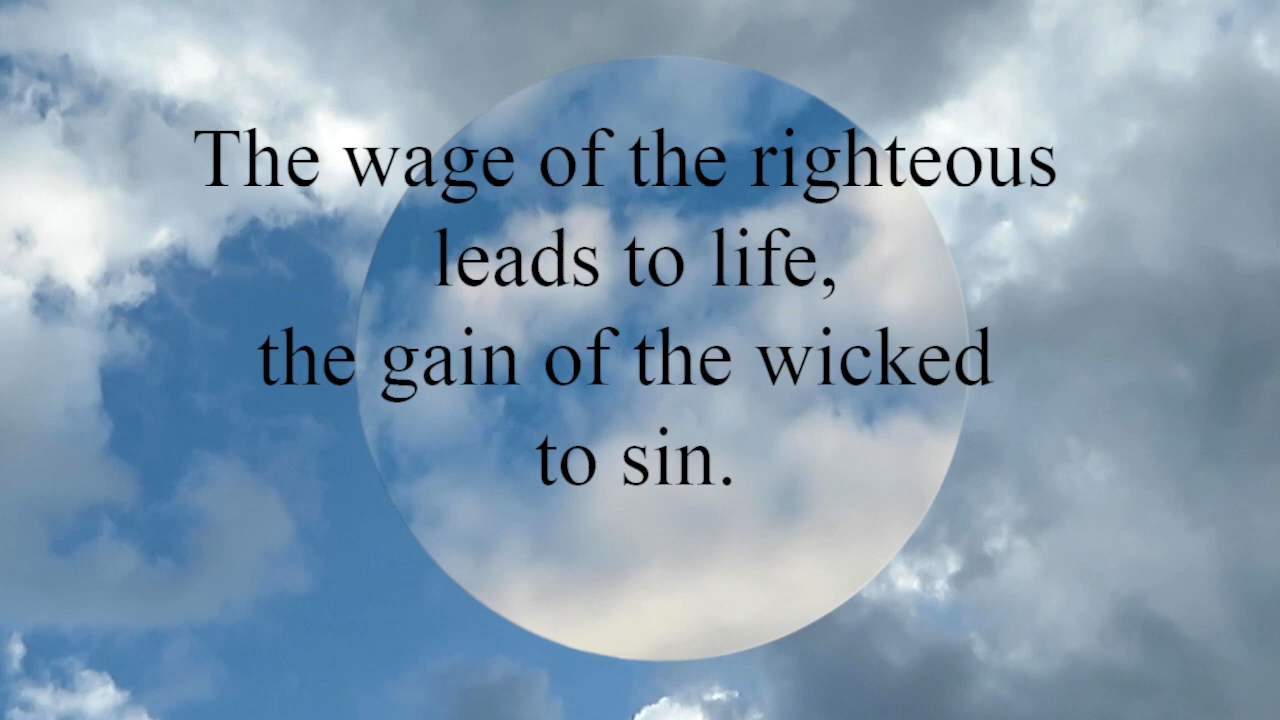 The wage of the righteous
leads to life,
the gain of the wicked
to sin.